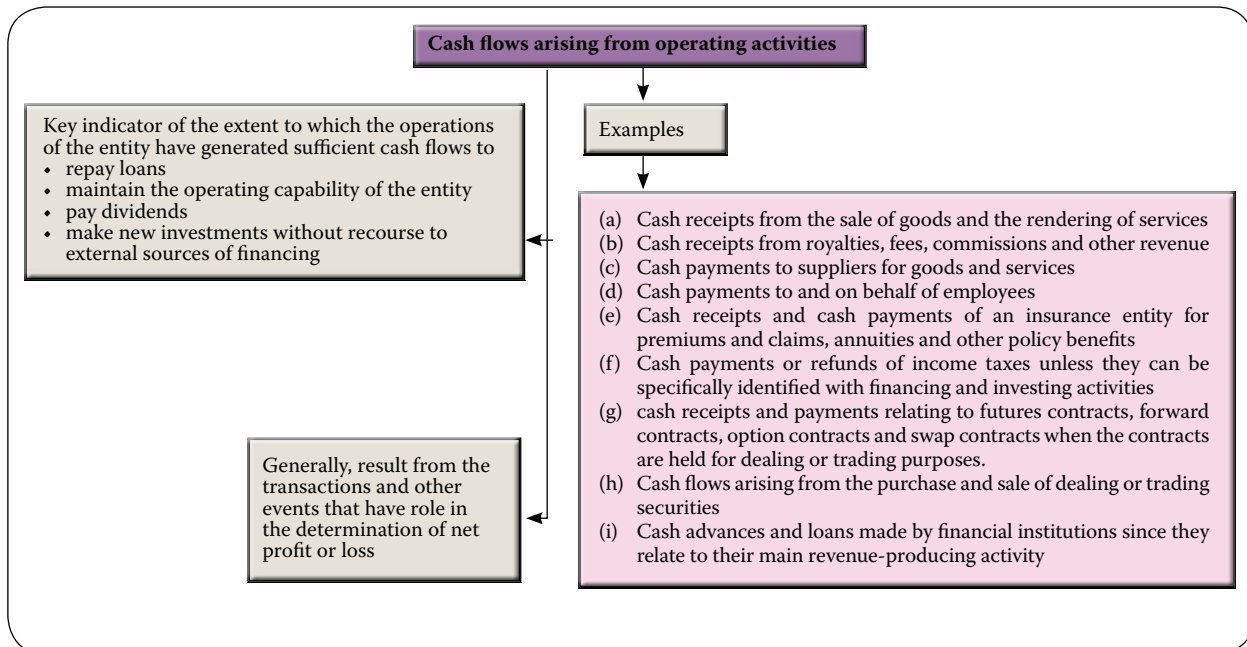 Cash flows arising from operating activities
Key indicator of the extent to which the operations
of the entity have generated sufficient cash flows to
• repay loans
• maintain the operating capability of the entity
• pay dividends
• make new investments without recourse to
external sources of financing
Generally, result from the
transactions and other
events that have role in
the determination of net
profit or loss
Examples
(a) Cash receipts from the sale of goods and the rendering of services
(b) Cash receipts from royalties, fees, commissions and other revenue
(c) Cash payments to suppliers for goods and services
(d) Cash payments to and on behalf of employees
(e) Cash receipts and cash payments of an insurance entity for
premiums and claims, annuities and other policy benefits
(f) Cash payments or refunds of income taxes unless they can be
specifically identified with financing and investing activities
(g) cash receipts and payments relating to futures contracts, forward
contracts, option contracts and swap contracts when the contracts
are held for dealing or trading purposes.
(h) Cash flows arising from the purchase and sale of dealing or trading
securities
(i) Cash advances and loans made by financial institutions since they
relate to their main revenue-producing activity